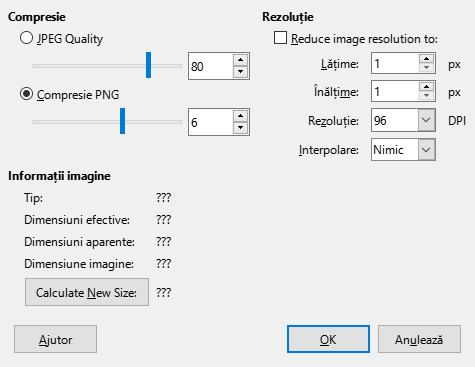 Compresie
JPEG Quality
80
Compresie PNG
6
Rezoluție
Reduce image resolution to:
Lățime: 1 px
Înălțime: 1 px
Rezoluție: 96 DPI
Interpolare: Nimic
Informații imagine
Tip: ???
Dimensiuni efective: ???
Dimensiuni aparente: ???
Dimensiune imagine: ???
Calculate New Size: ???
Ajutor
OK
Anulează